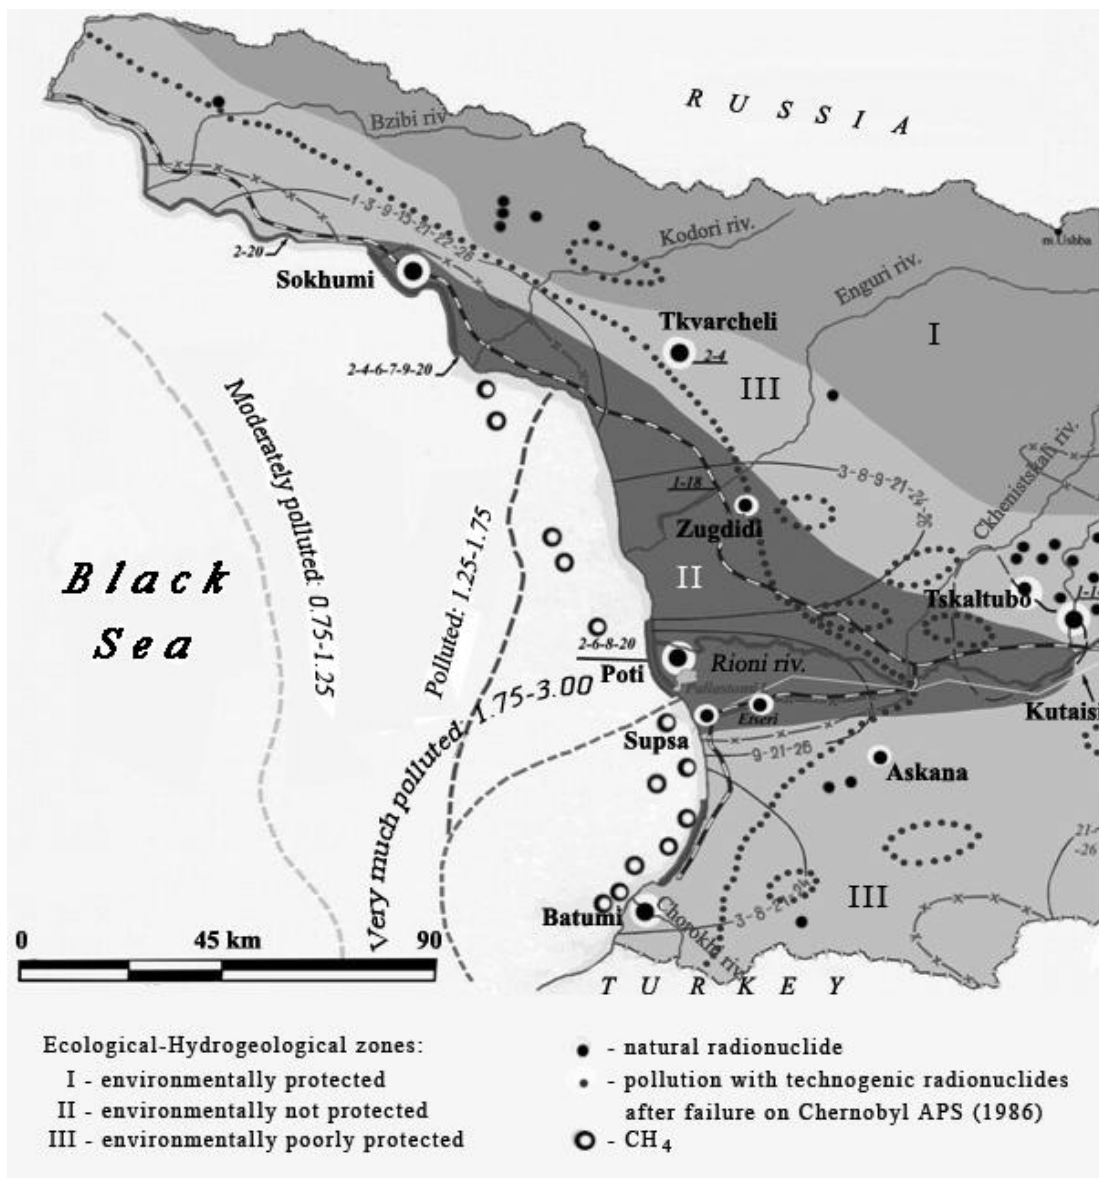 R U S S I A
Bzibi riv
Kodori riv.
m.Ushba
1-3-9-15-21-22-26
2-20
Enguri riv.
Sokhumi
Tkvarcheli
2-4
I
2-4-6-7-9-20
III
Moderately polluted: 0.75-1.25
Ckhenistskali riv.
3-8-9-21-24-26
1-18
Zugdidi
Polluted: 1.25-1.75
Black
Sea
II
Tskaltubo
2-6-8-20
Poti
Rioni riv.
Very much polluted: 1.75-3.00
Kutaisi
Supsa
9-21-26
Askana
21-
-26
III
3-8-21-24
Batumi
Chorokhi riv.
0 45 km 90
T U R K E Y
Ecological-Hydrogeological zones:
I - environmentally protected
II - environmentally not protected
III - environmentally poorly protected
- natural radionuclide
- pollution with technogenic radionuclides
after failure on Chernobyl APS (1986)
- CH4